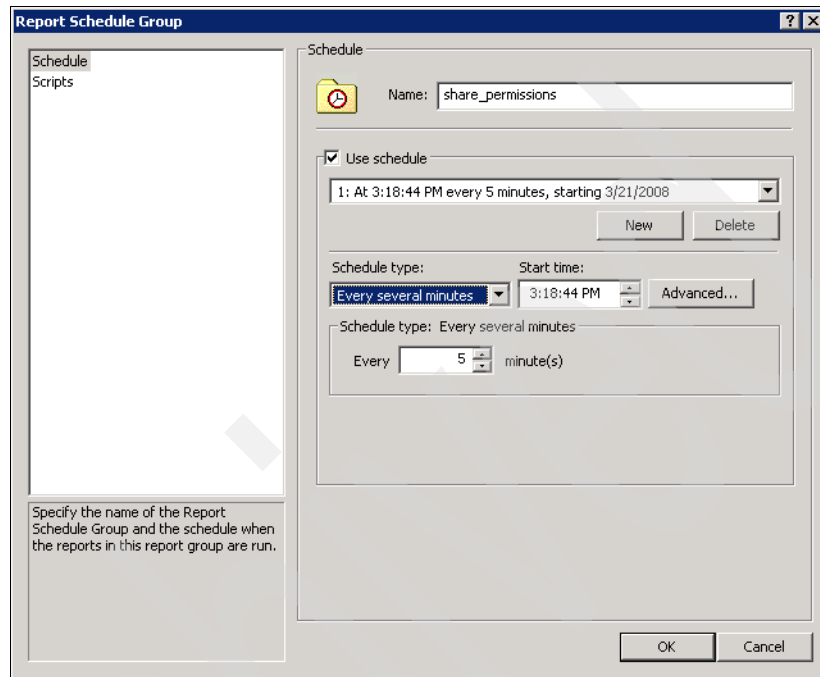 Report Schedule Group
Schedule
Scripts
Specify the name of the Report
Schedule Group and the schedule when
the reports in this report group are run.
Schedule
Name: share_permissions
Use schedule
1: At 3:18:44 PM every 5 minutes, starting 3/21/2008
New Delete
Schedule type: Start time:
Every several minutes 3:18:44 PM Advanced...
Schedule type: Every several minutes
Every 5 minute(s)
OK Cancel